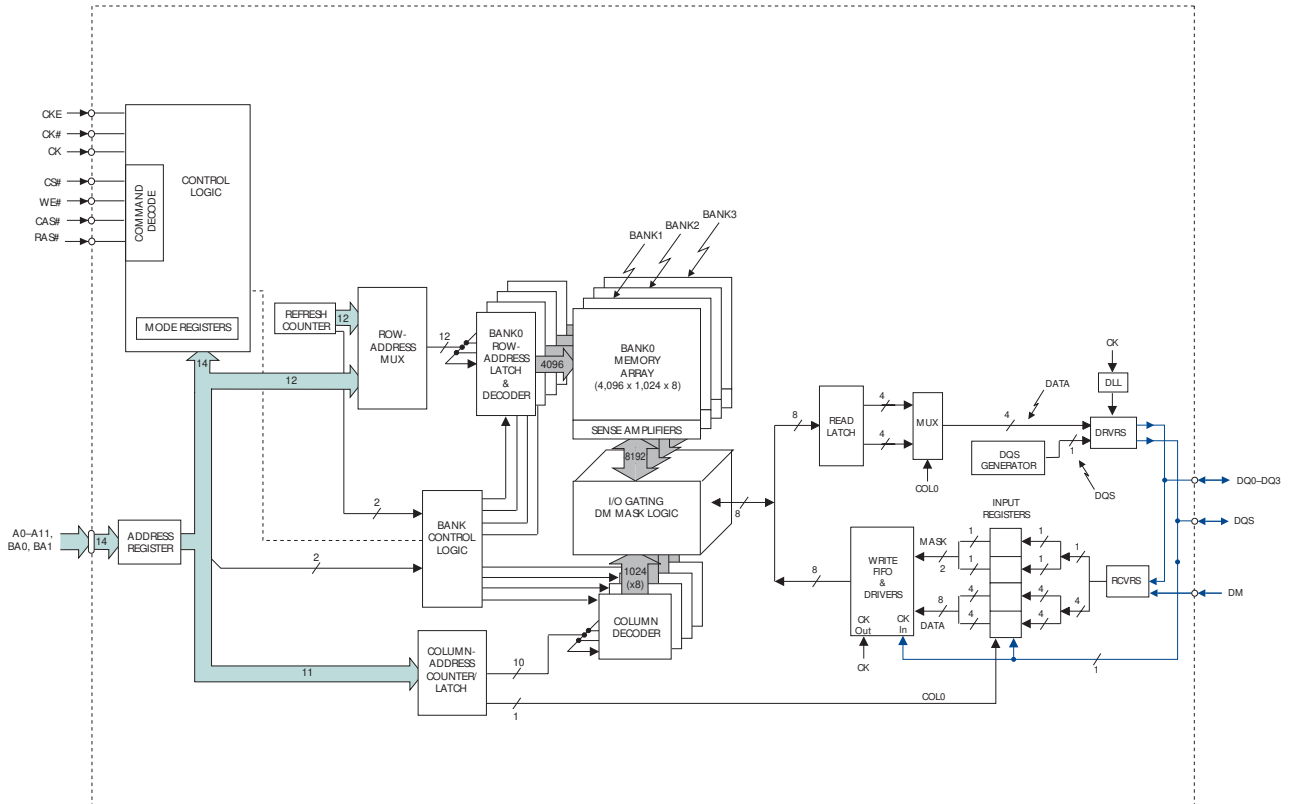 CKE
CK#
CK
CS#
WE#
CAS#
RAS#
COMMAND
DECODE
CONTROL
LOGIC
MODE REGISTERS
14
REFRESH
COUNTER
12
12
ROW-
ADDRESS
MUX
12
BANK0
ROW-
ADDRESS
LATCH
&
DECODER
4096
BANK1
BANK2
BANK3
BANK0
MEMORY
ARRAY
(4,096 x 1,024 x 8)
SENSE AMPLIFIERS
8192
I/O GATING
DM MASK LOGIC
8
A0–A11,
BA0, BA1
14
ADDRESS
REGISTER
2
2
BANK
CONTROL
LOGIC
1024
(x8)
COLUMN
DECODER
11
COLUMN-
ADDRESS
COUNTER/
LATCH
10
1
COL0
8
READ
LATCH
4
4
MUX
COL0
4
DATA
DQS
GENERATOR
1
DQS
CK
DLL
DRVRS
DQ0–DQ3
DQS
DM
INPUT
REGISTERS
8
WRITE
FIFO
&
DRIVERS
CK
Out
CK
In
CK
MASK
2
8
DATA
1
1
4
4
1
1
4
4
1
4
RCVRS
1